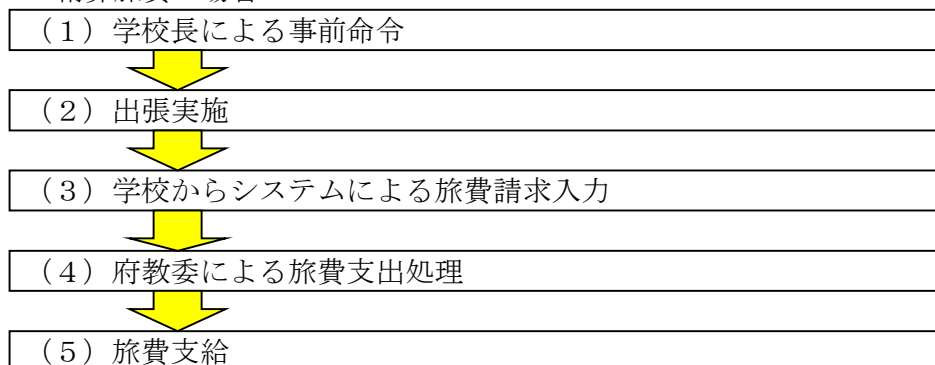 （１）学校長による事前命令
（２）出張実施
（３）学校からシステムによる旅費請求入力
（４）府教委による旅費支出処理
（５）旅費支給